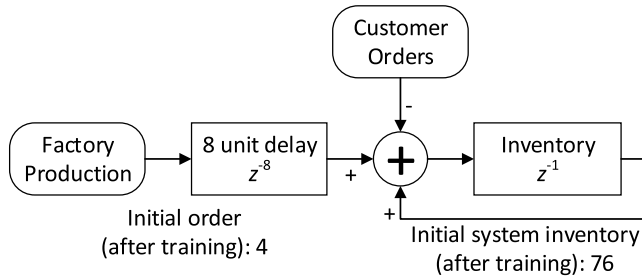 Customer
Orders
-
Factory
Production
8 unit delay
z⁻⁸
+
+
Inventory
z⁻¹
+
Initial order
(after training): 4
Initial system inventory
(after training): 76